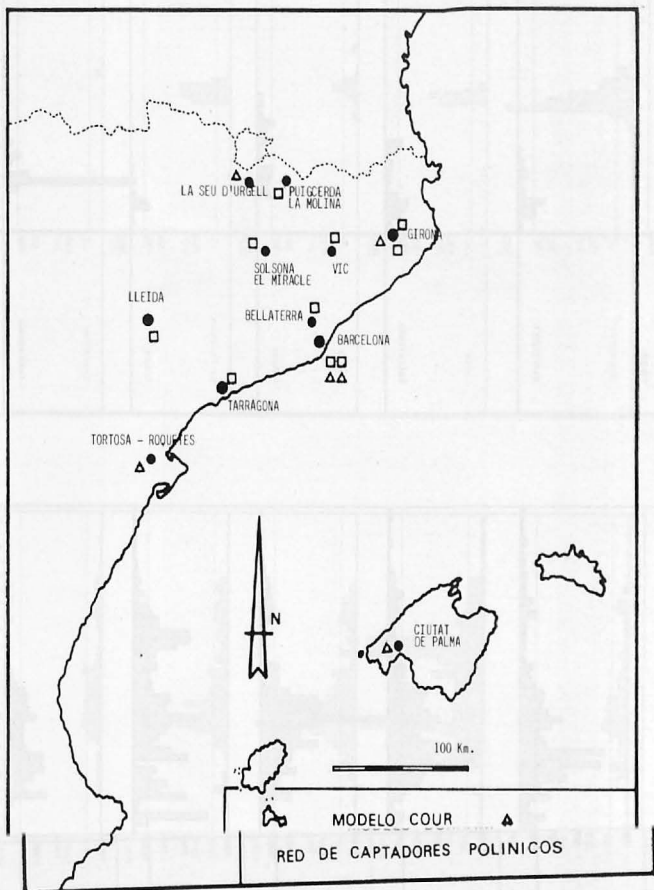 LA SEU D'URGELL
PUIGCERDA
LA MOLINA
GIRONA
SOLSONA
EL MIRACLE
VIC
LLEIDA
BELLATERRA
BARCELONA
TARRAGONA
TORTOSA - ROQUETES
N
CIUTAT
DE PALMA
100 Km.
MODELO COUR
RED DE CAPTADORES POLINICOS